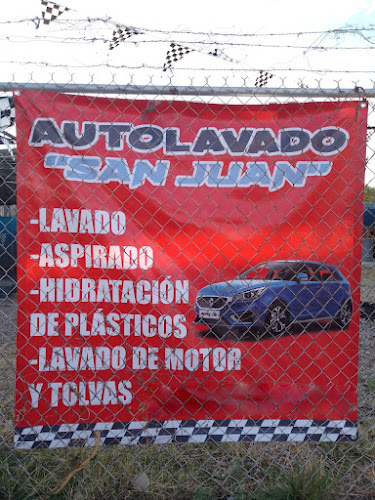 AUTOLAVADO
"SAN JUAN"
-LAVADO
-ASPIRADO
-HIDRATACIÓN
DE PLÁSTICOS
-LAVADO DE MOTOR
Y TOLVAS